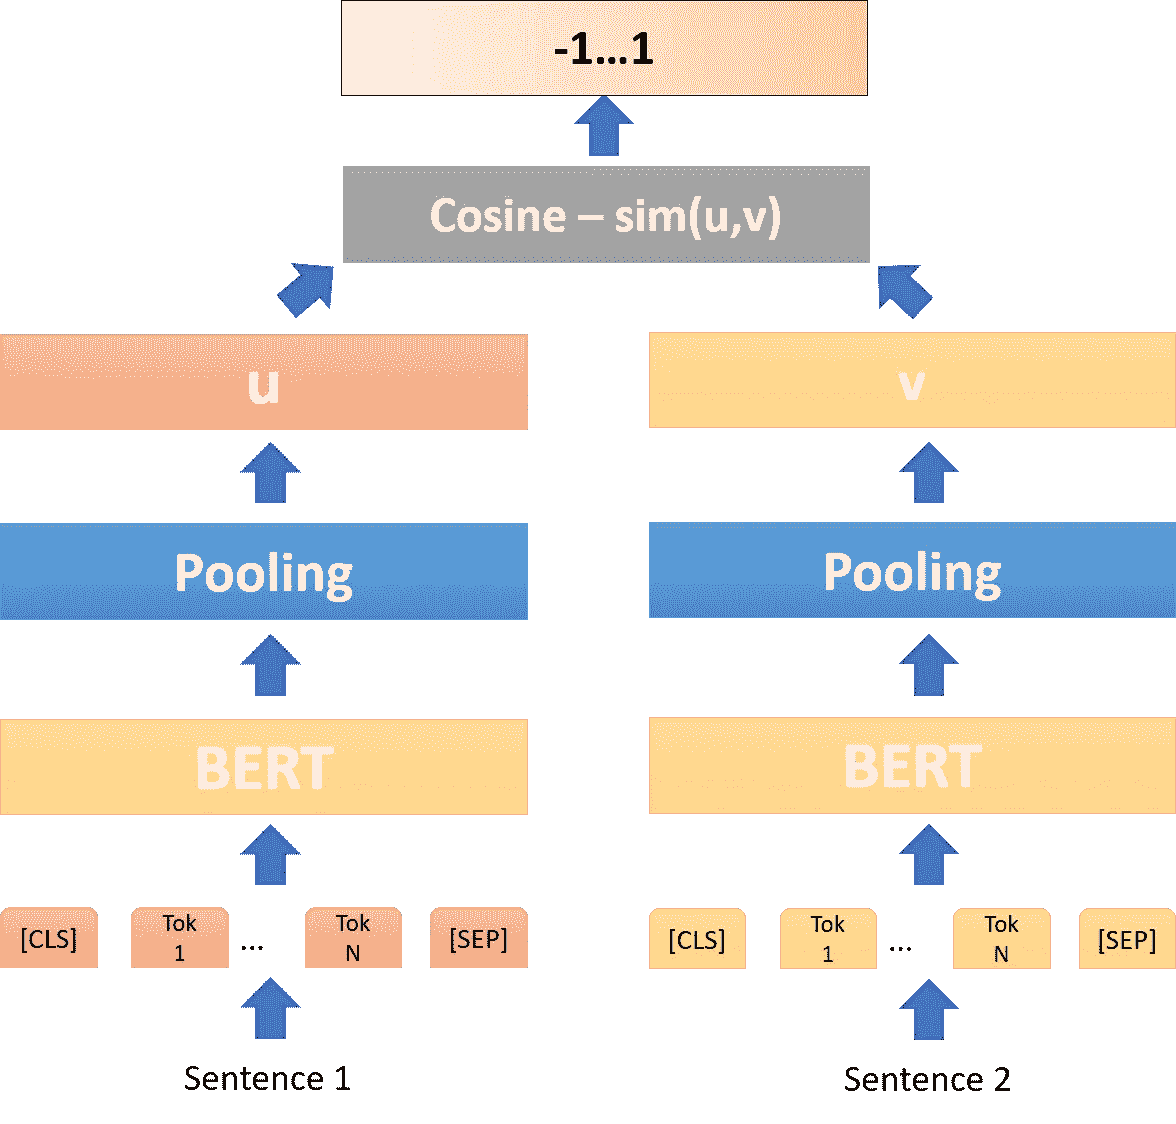 -1...1
Cosine – sim(u,v)
u
v
Pooling
Pooling
BERT
BERT
[CLS]
Tok
1
...
Tok
N
[SEP]
[CLS]
Tok
1
...
Tok
N
[SEP]
Sentence 1
Sentence 2